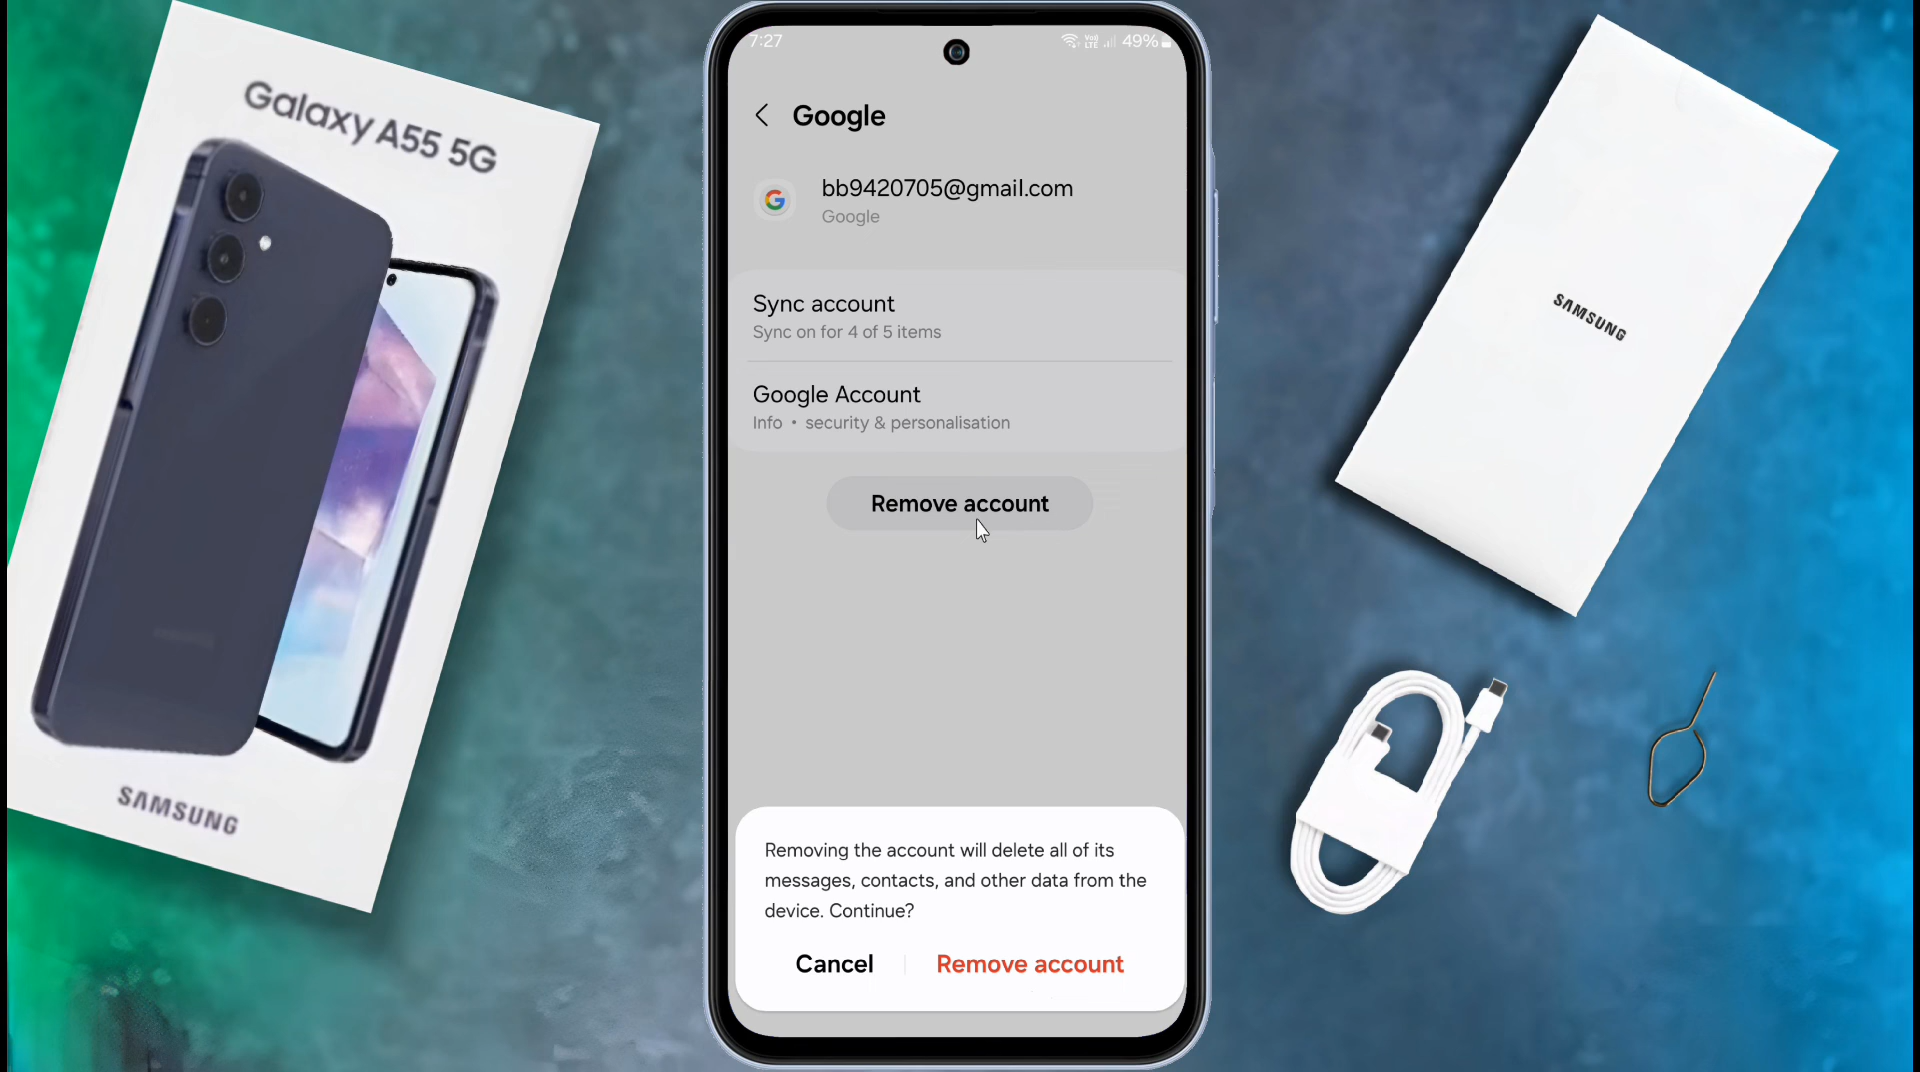 Galaxy A55 5G
SAMSUNG
7:27
Vo)) LTE 49%
Google
bb9420705@gmail.com
Google
Sync account
Sync on for 4 of 5 items
Google Account
Info • security & personalisation
Remove account
Removing the account will delete all of its
messages, contacts, and other data from the
device. Continue?
Cancel
Remove account
SAMSUNG